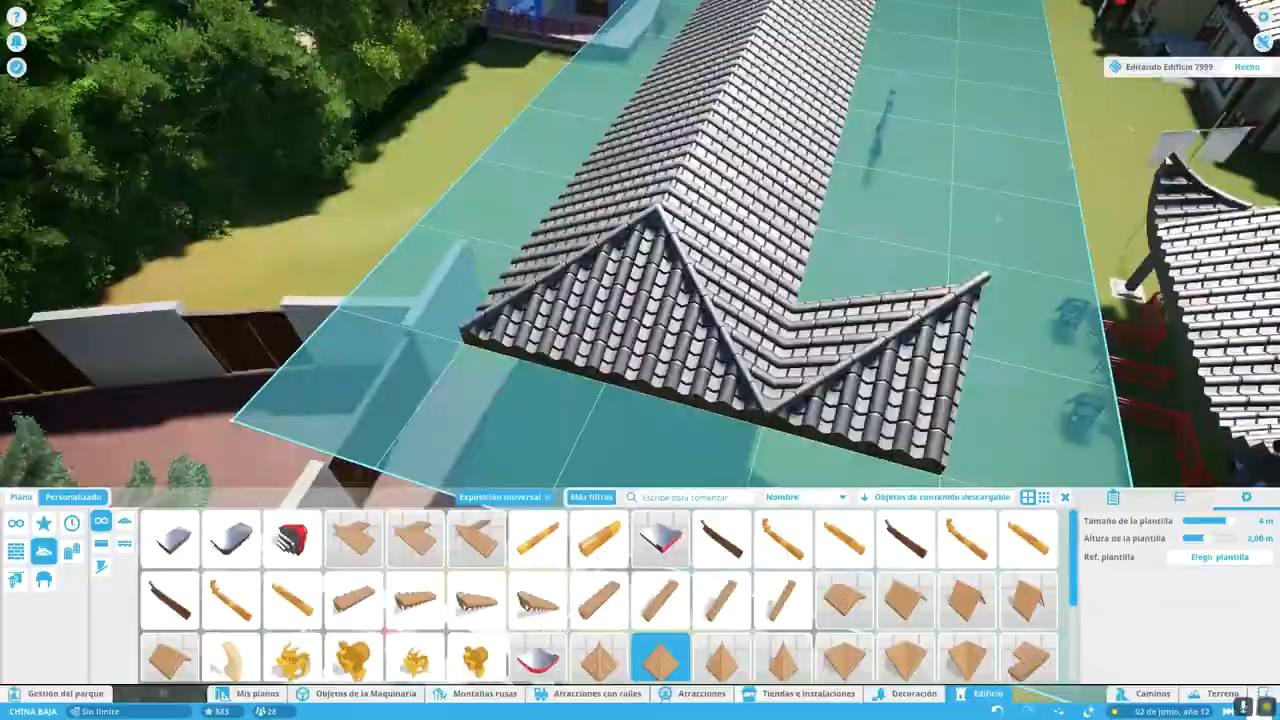 Editando Edificio 7999
Hecho
Plano
Personalizado
Exposición universal
Más filtros
Escribe para comenzar
Nombre
Objetos de contenido descargable
Tamaño de la plantilla
4 m
Altura de la plantilla
2,00 m
Ref. plantilla
Elegir plantilla
Gestión del parque
Mis planos
Objetos de la Maquinaria
Montañas rusas
Atracciones con raíles
Atracciones
Tiendas e instalaciones
Decoración
Edificio
Caminos
Terreno
CHINA BAJA
Sin límite
883
28
02 de junio, año 12